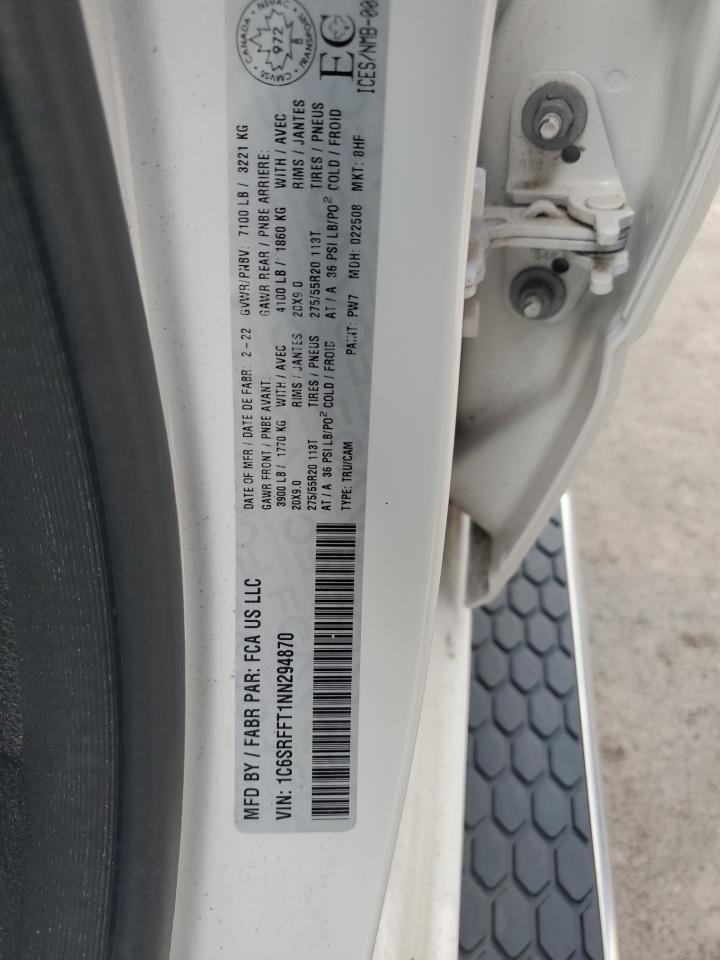 MFD BY / FABR PAR: FCA US LLC
DATE OF MFR / DATE DE FABR: 2-22 GVWR/PNBV: 7100 LB / 3221 KG
GAWR FRONT / PNBE AVANT: GAWR REAR / PNBE ARRIERE:
3900 LB / 1770 KG WITH / AVEC 4100 LB / 1860 KG WITH / AVEC
20X9.0 RIMS / JANTES 20X9.0 RIMS / JANTES
275/55R20 113T TIRES / PNEUS 275/55R20 113T TIRES / PNEUS
AT / A 36 PSI LB/PO² COLD / FROID AT / A 36 PSI LB/PO² COLD / FROID
TYPE: TRU/CAM PAINT: PW7 MDH: 022508 MKT: 8HF
VIN: 1C6SRFFT1NN294870
CANADA
NSVAC
TRANSPORT
CMVSS
972
8
EC
ICES/NMB-00